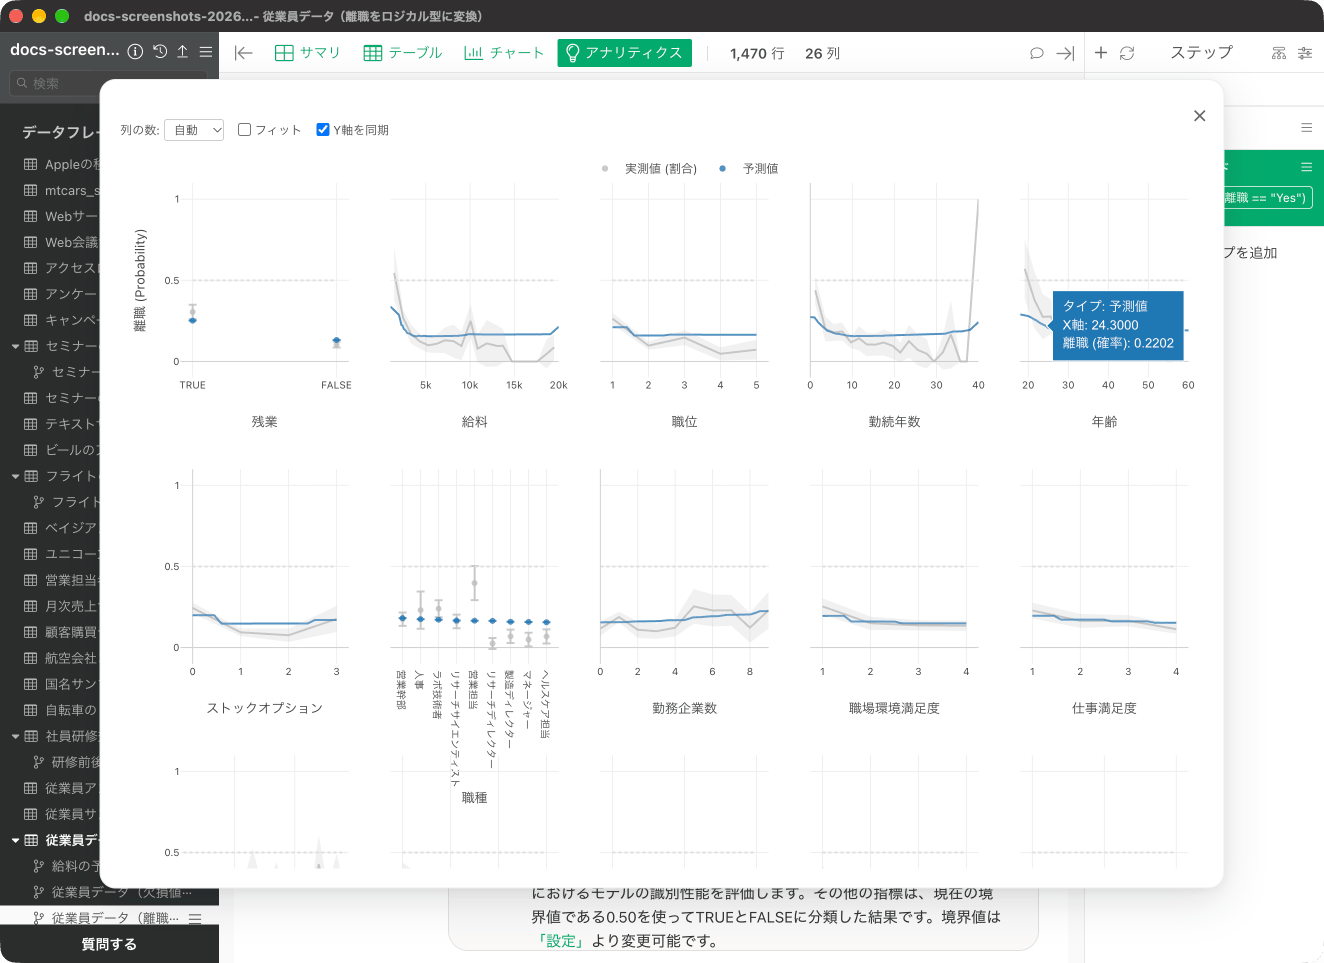 docs-screenshots-2026...- 従業員データ（離職をロジカル型に変換）
docs-screen...
サマリ
テーブル
チャート
アナリティクス
1,470 行
26 列
ステップ
検索
データフレー
Appleの
mtcars_s
Webサー
Web会議
アクセス
アンケー
キャンペ
セミナー
セミナー
セミナー
テキスト
ビールの
フライト
フライト
ベイジア
ユニコー
営業担当
月次売上
顧客購買
航空会社
国名サン
自転車の
社員研修
研修前後
従業員ア
従業員サ
従業員デ
給料の予
従業員データ（欠損値…
従業員データ（離職…
質問する
列の数:
自動
フィット
Y軸を同期
実測値 (割合)
予測値
離職 (Probability)
1
0.5
0
TRUE
FALSE
残業
5k
10k
15k
20k
給料
1
2
3
4
5
職位
0
10
20
30
40
勤続年数
タイプ: 予測値
X軸: 24.3000
離職 (確率): 0.2202
20
30
40
50
60
年齢
1
0.5
0
0
1
2
3
ストックオプション
営業幹部
人事
ラボ技術者
リサーチサイエンティスト
営業担当
リサーチディレクター
製造ディレクター
マネージャー
ヘルスケア担当
職種
0
2
4
6
8
勤務企業数
1
2
3
4
職場環境満足度
1
2
3
4
仕事満足度
1
0.5
離職 == "Yes")
プを追加
におけるモデルの識別性能を評価します。その他の指標は、現在の境
界値である0.50を使ってTRUEとFALSEに分類した結果です。境界値は
「設定」より変更可能です。